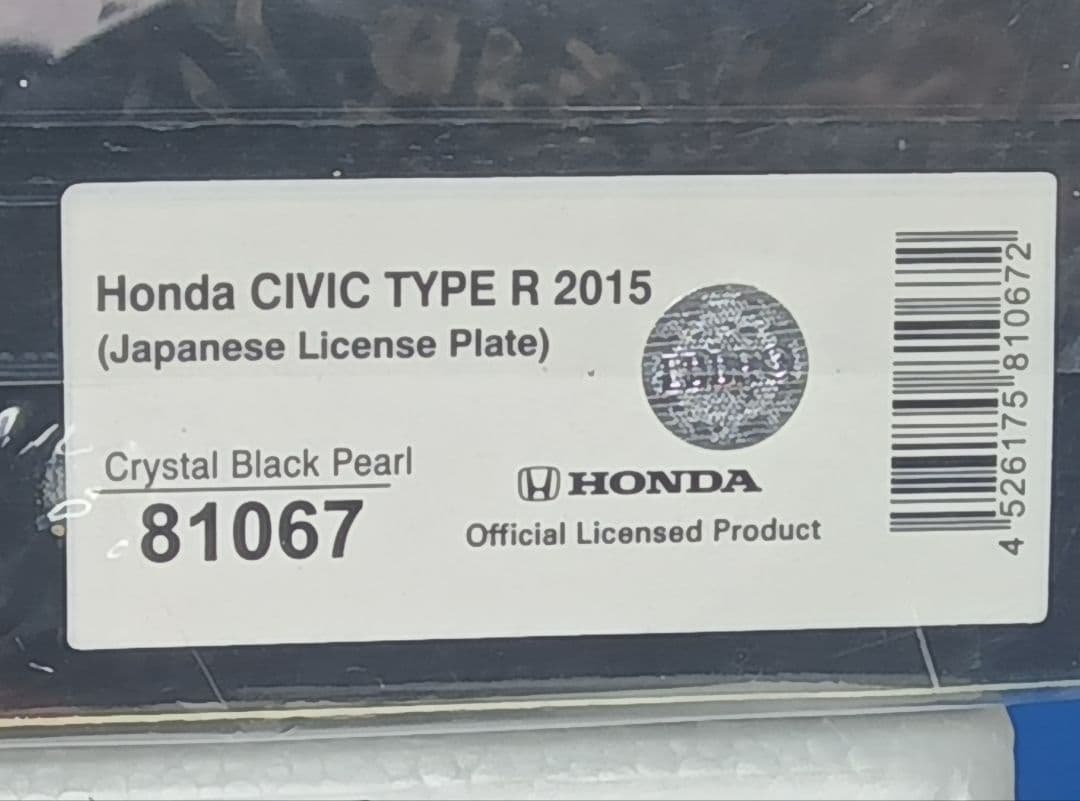 Honda CIVIC TYPE R 2015
(Japanese License Plate)
Crystal Black Pearl
81067
HONDA
Official Licensed Product
4 526175 810672